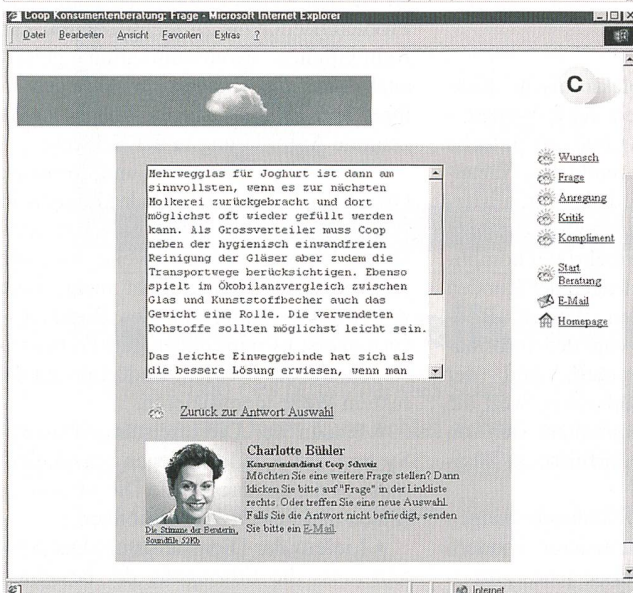 Coop Konsumentenberatung: Frage - Microsoft Internet Explorer
Datei Bearbeiten Ansicht Favoriten Extras ?
C
Mehrwegglas für Joghurt ist dann am
sinnvollsten, wenn es zur nächsten
Molkerei zurückgebracht und dort
möglichst oft wieder gefüllt werden
kann. Als Grossverteiler muss Coop
neben der hygienisch einwandfreien
Reinigung der Gläser aber zudem die
Transportwege berücksichtigen. Ebenso
spielt im Ökobilanzvergleich zwischen
Glas und Kunststoffbecher auch das
Gewicht eine Rolle. Die verwendeten
Rohstoffe sollten möglichst leicht sein.
Das leichte Einweggebinde hat sich als
die bessere Lösung erwiesen, wenn man
Zurück zur Antwort Auswahl
Charlotte Bühler
Konsumentendienst Coop Schweiz
Möchten Sie eine weitere Frage stellen? Dann
klicken Sie bitte auf "Frage" in der Linkliste
rechts. Oder treffen Sie eine neue Auswahl.
Falls Sie die Antwort nicht befriedigt, senden
Sie bitte ein E-Mail.
Die Stimme der Beraterin,
Soundfile 52Kb
Wunsch
Frage
Anregung
Kritik
Kompliment
Start
Beratung
E-Mail
Homepage
Internet